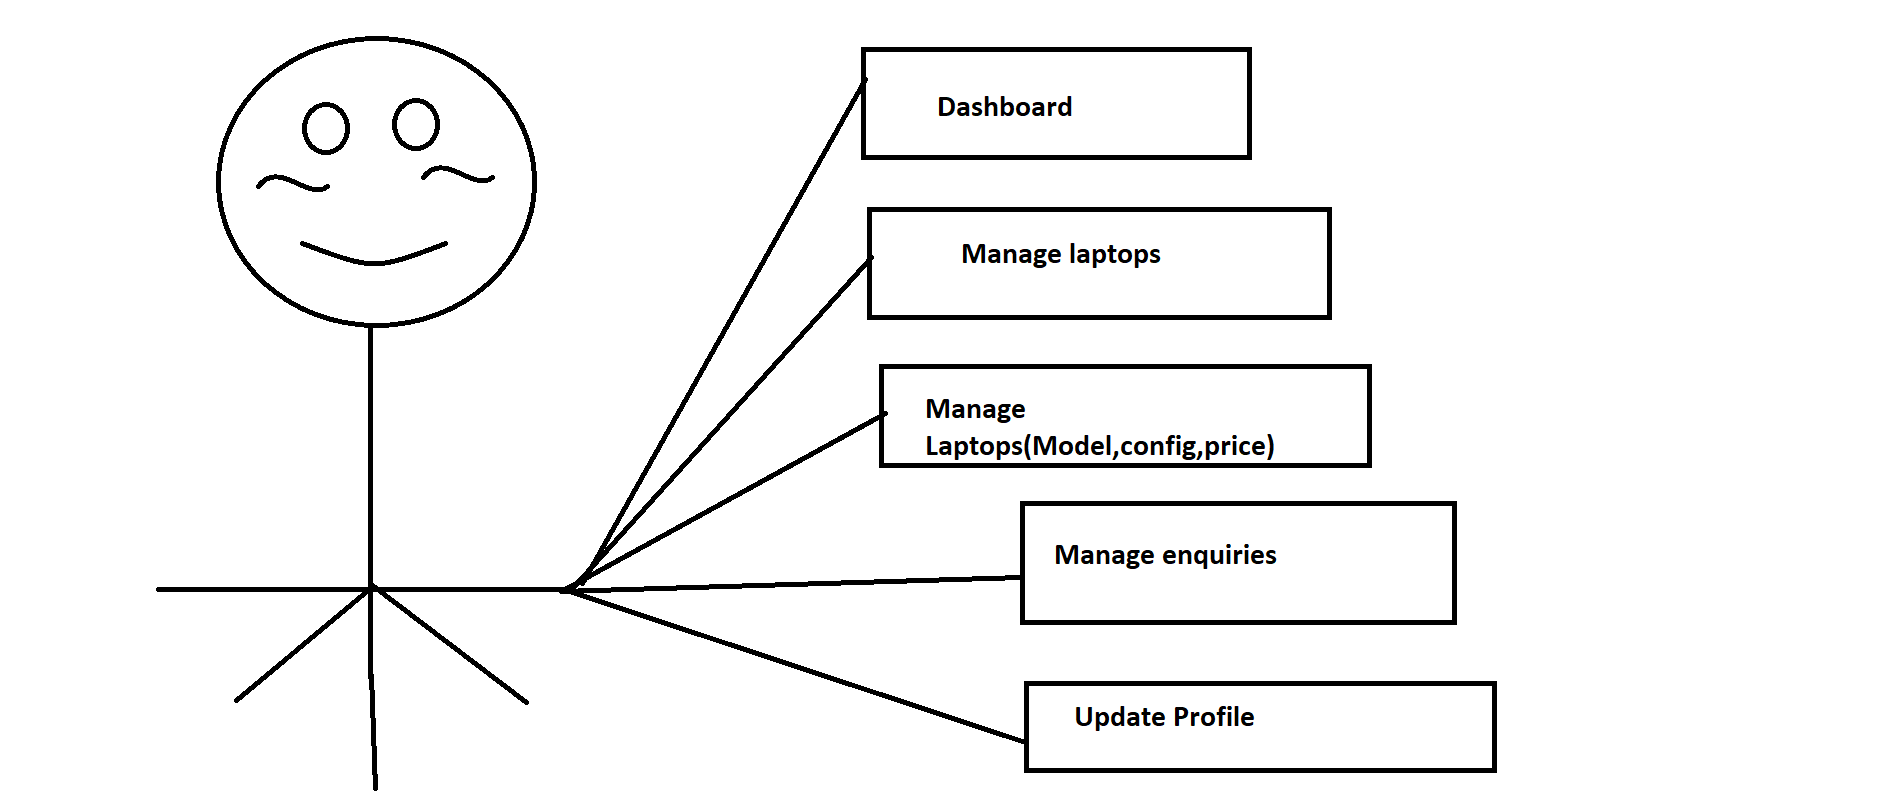 Dashboard
Manage laptops
Manage
Laptops(Model,config,price)
Manage enquiries
Update Profile